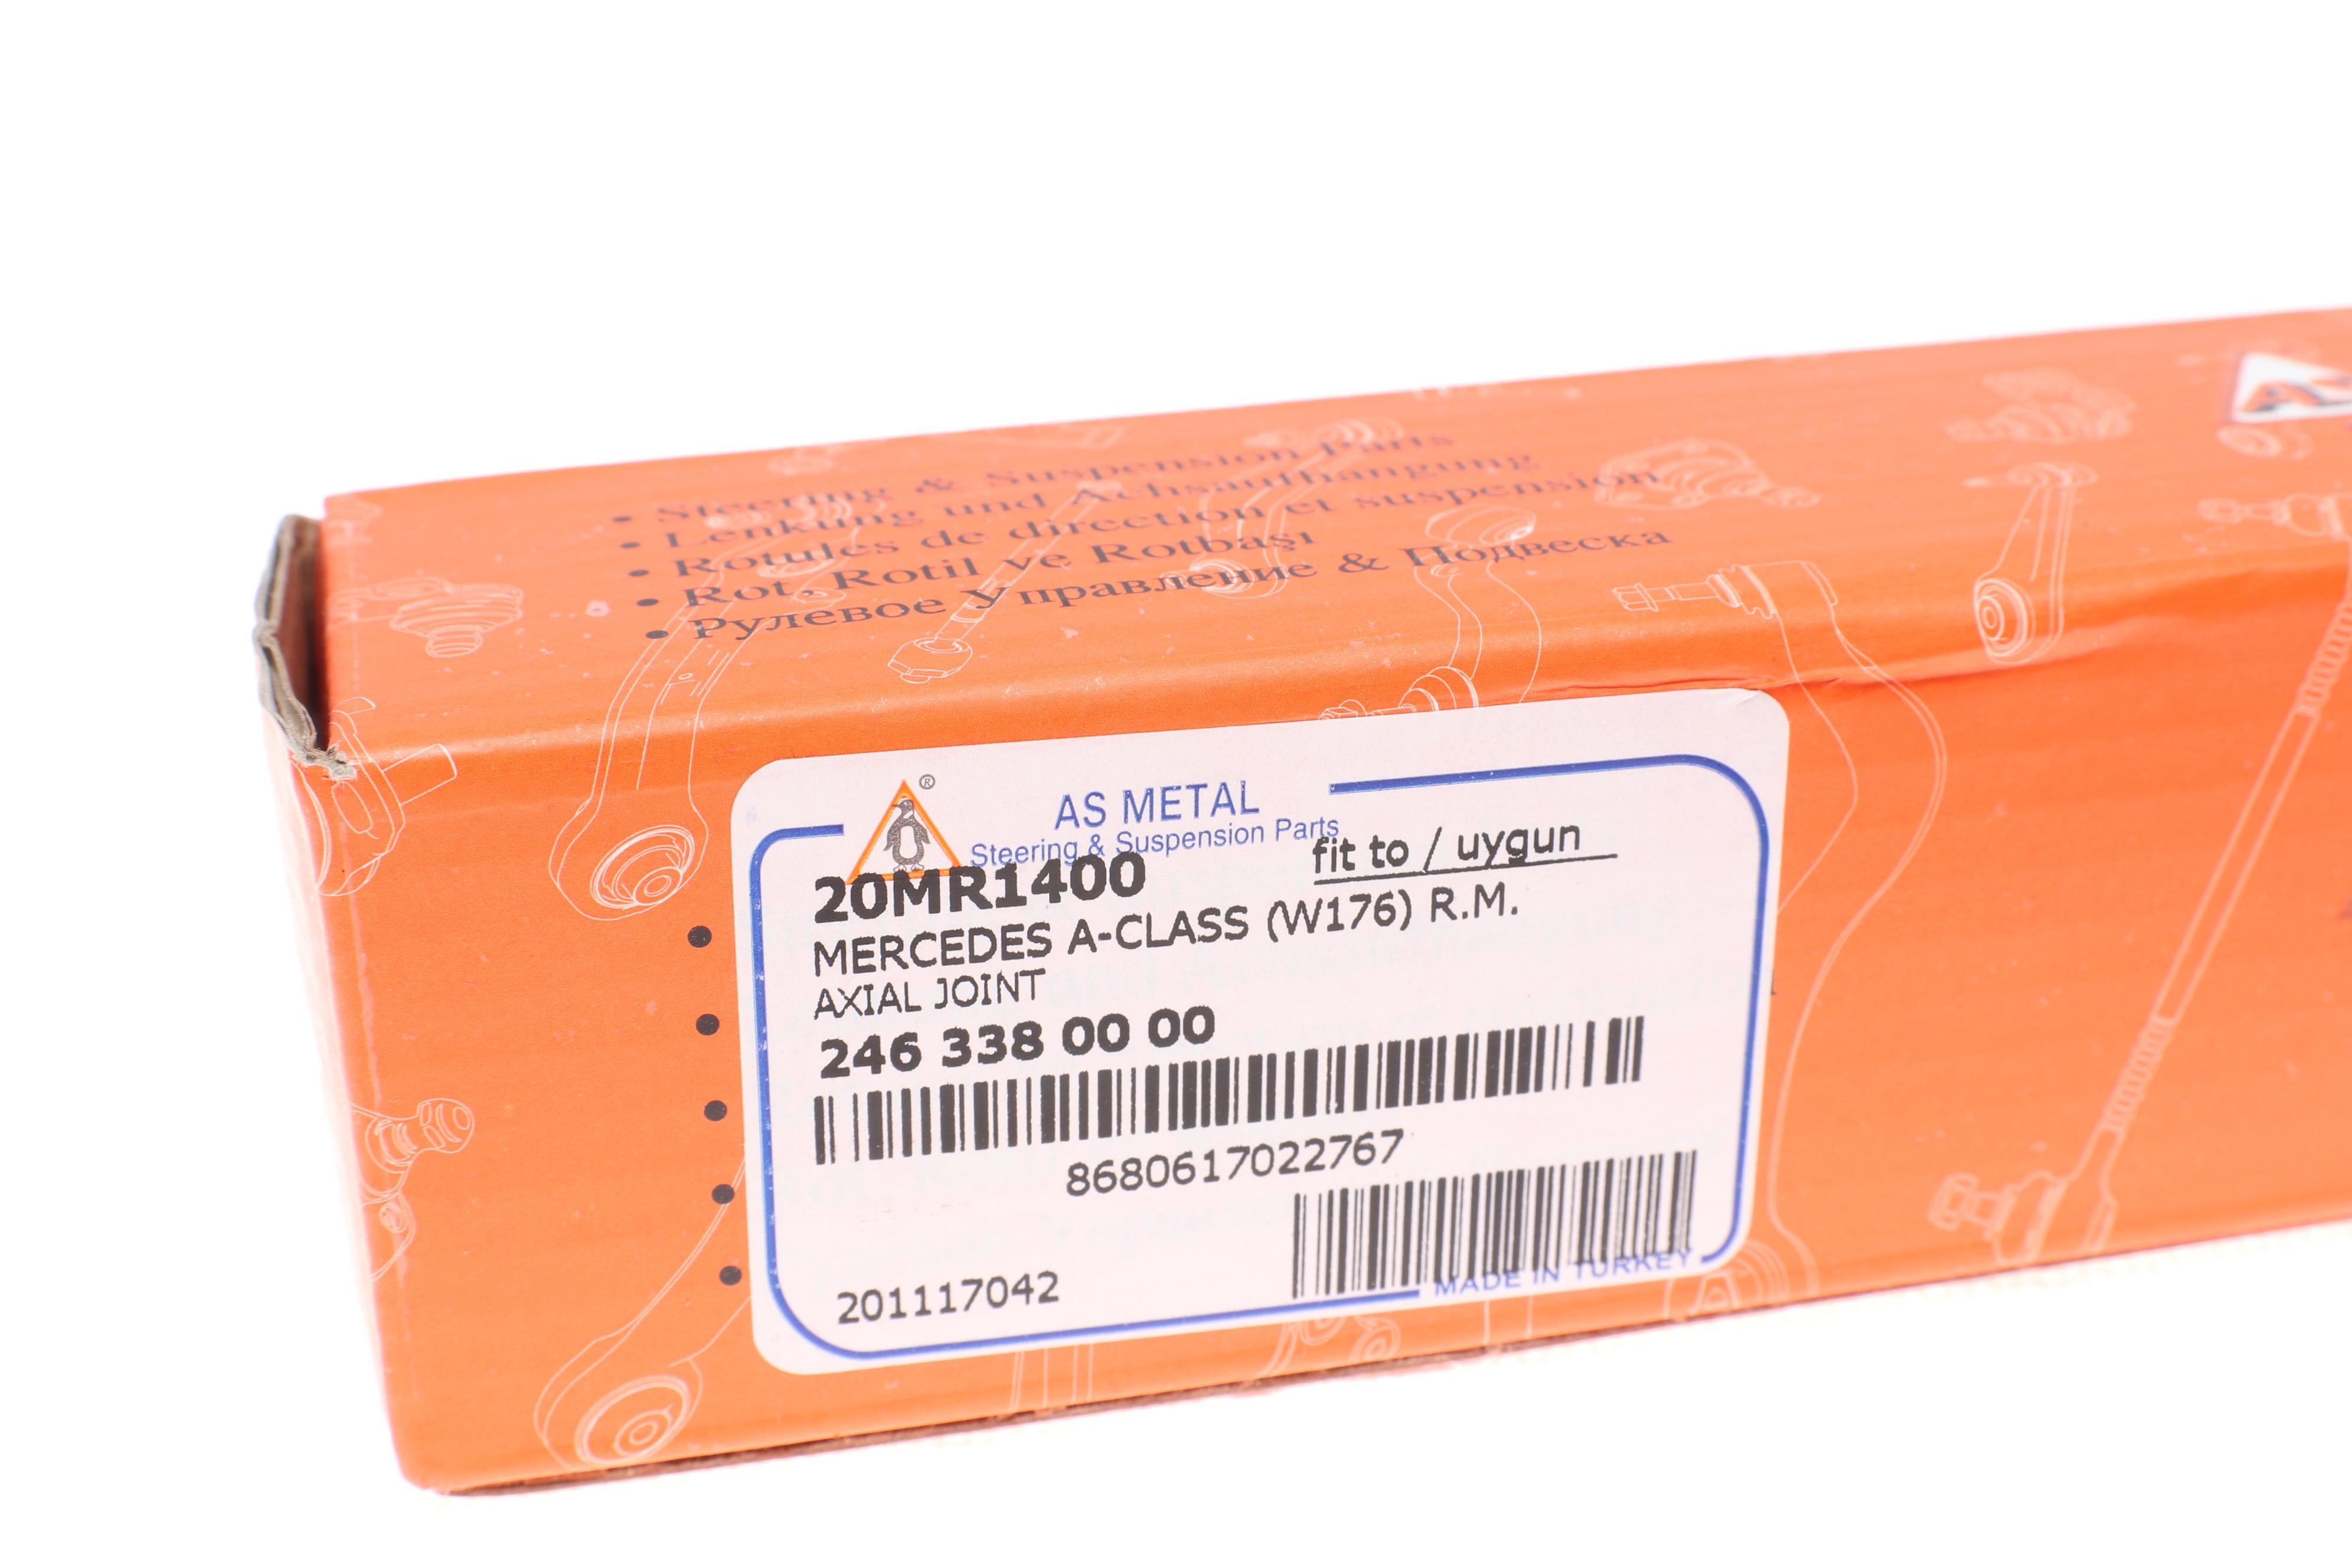 • Steering & Suspension Parts
• Lenkung und Achsaufhangung
• Rotules de direction et suspension
• Rot, Rotil ve Rotbaşı
• Рулевое Управление & Подвеска
®
AS METAL
Steering & Suspension Parts
20MR1400
fit to / uygun
MERCEDES A-CLASS (W176) R.M.
AXIAL JOINT
246 338 00 00
8680617022767
201117042
MADE IN TURKEY